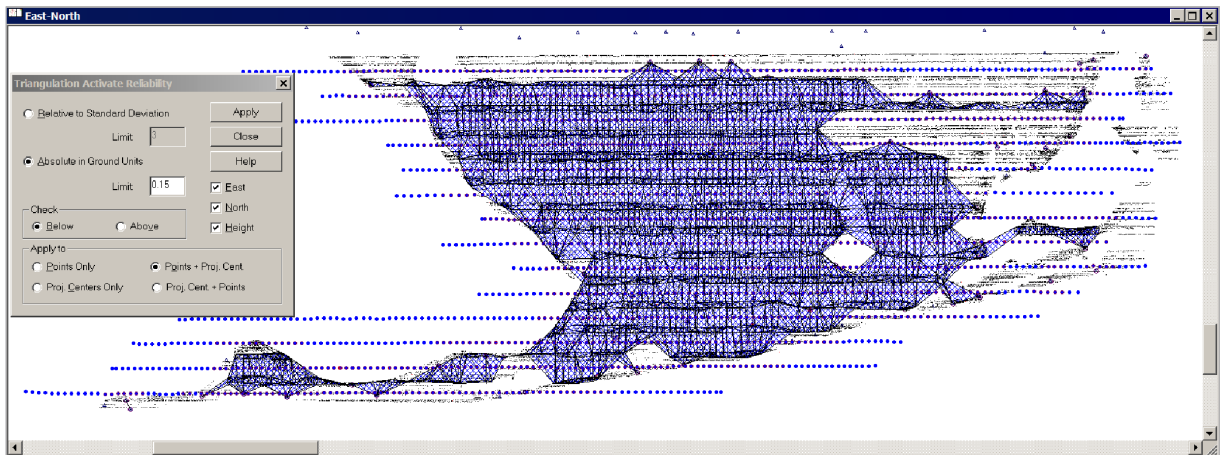 East-North
Triangulation Activate Reliability
Relative to Standard Deviation
Apply
Limit 3
Close
Absolute in Ground Units
Help
Limit 0.15
East
Check
North
Below Above
Height
Apply to
Points Only Points + Proj. Cent.
Proj. Centers Only Proj. Cent. + Points